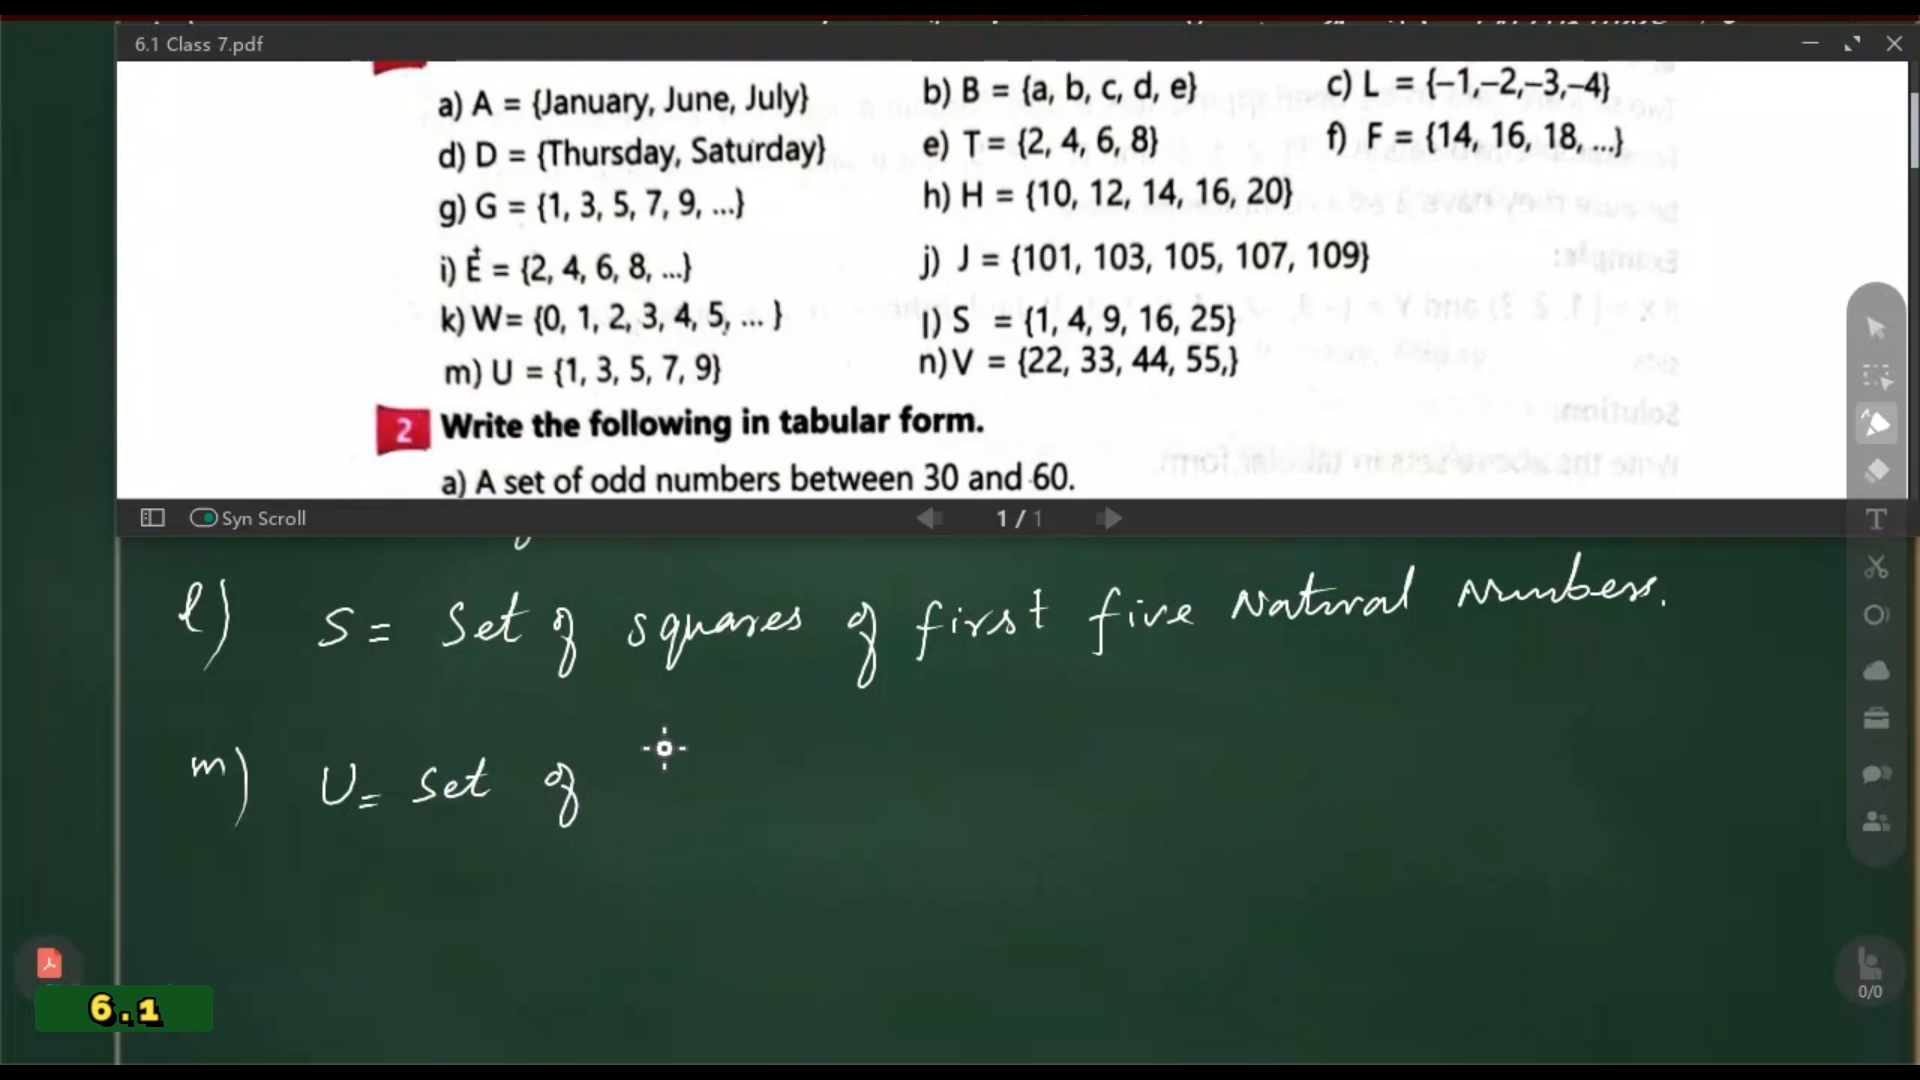 6.1 Class 7.pdf
a) A = {January, June, July} b) B = {a, b, c, d, e} c) L = {–1,–2,–3,–4}
d) D = {Thursday, Saturday} e) T = {2, 4, 6, 8} f) F = {14, 16, 18, ...}
g) G = {1, 3, 5, 7, 9, ...} h) H = {10, 12, 14, 16, 20}
i) E = {2, 4, 6, 8, ...} j) J = {101, 103, 105, 107, 109}
k) W= {0, 1, 2, 3, 4, 5, ... } l) S = {1, 4, 9, 16, 25}
m) U = {1, 3, 5, 7, 9} n) V = {22, 33, 44, 55,}
2 Write the following in tabular form.
a) A set of odd numbers between 30 and 60.
Syn Scroll 1 / 1
l) S = Set of squares of first five Natural Numbers.
m) U = Set of
0/0
6.1